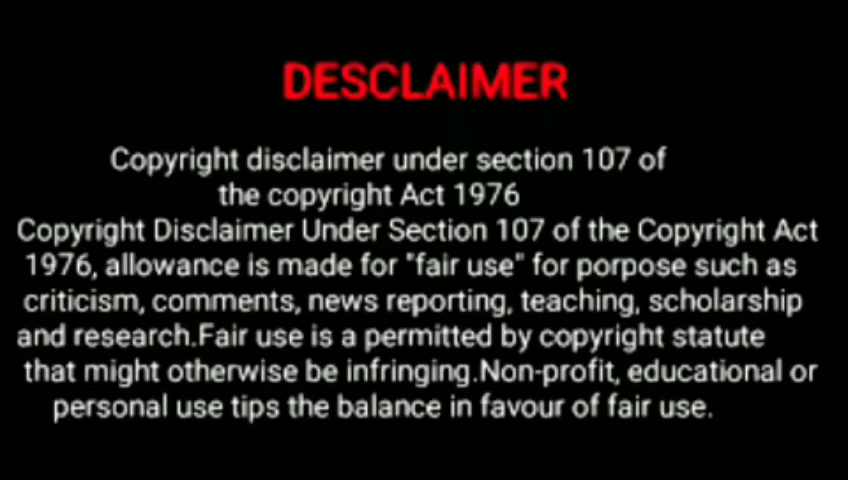 DESCLAIMER
Copyright disclaimer under section 107 of
the copyright Act 1976
Copyright Disclaimer Under Section 107 of the Copyright Act
1976, allowance is made for "fair use" for porpose such as
criticism, comments, news reporting, teaching, scholarship
and research.Fair use is a permitted by copyright statute
that might otherwise be infringing.Non-profit, educational or
personal use tips the balance in favour of fair use.